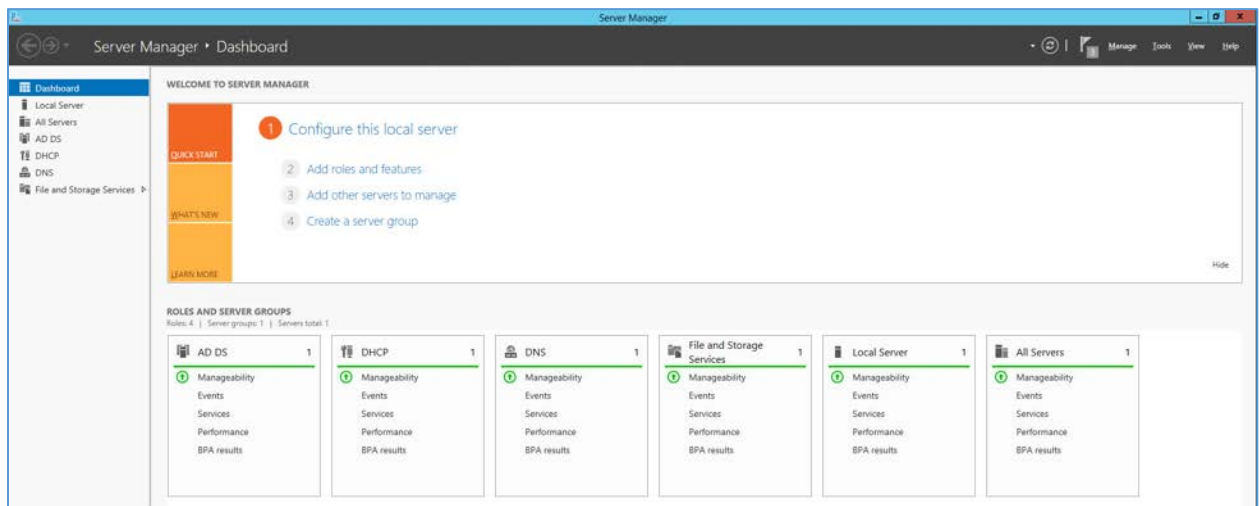 Server Manager
Server Manager • Dashboard
Manage Tools View Help
Dashboard
Local Server
All Servers
AD DS
DHCP
DNS
File and Storage Services
WELCOME TO SERVER MANAGER
QUICK START
WHAT'S NEW
LEARN MORE
1 Configure this local server
2 Add roles and features
3 Add other servers to manage
4 Create a server group
Hide
ROLES AND SERVER GROUPS
Roles: 4 | Server groups: 1 | Servers total: 1
AD DS 1
Manageability
Events
Services
Performance
BPA results
DHCP 1
Manageability
Events
Services
Performance
BPA results
DNS 1
Manageability
Events
Services
Performance
BPA results
File and Storage
Services 1
Manageability
Events
Services
Performance
BPA results
Local Server 1
Manageability
Events
Services
Performance
BPA results
All Servers 1
Manageability
Events
Services
Performance
BPA results